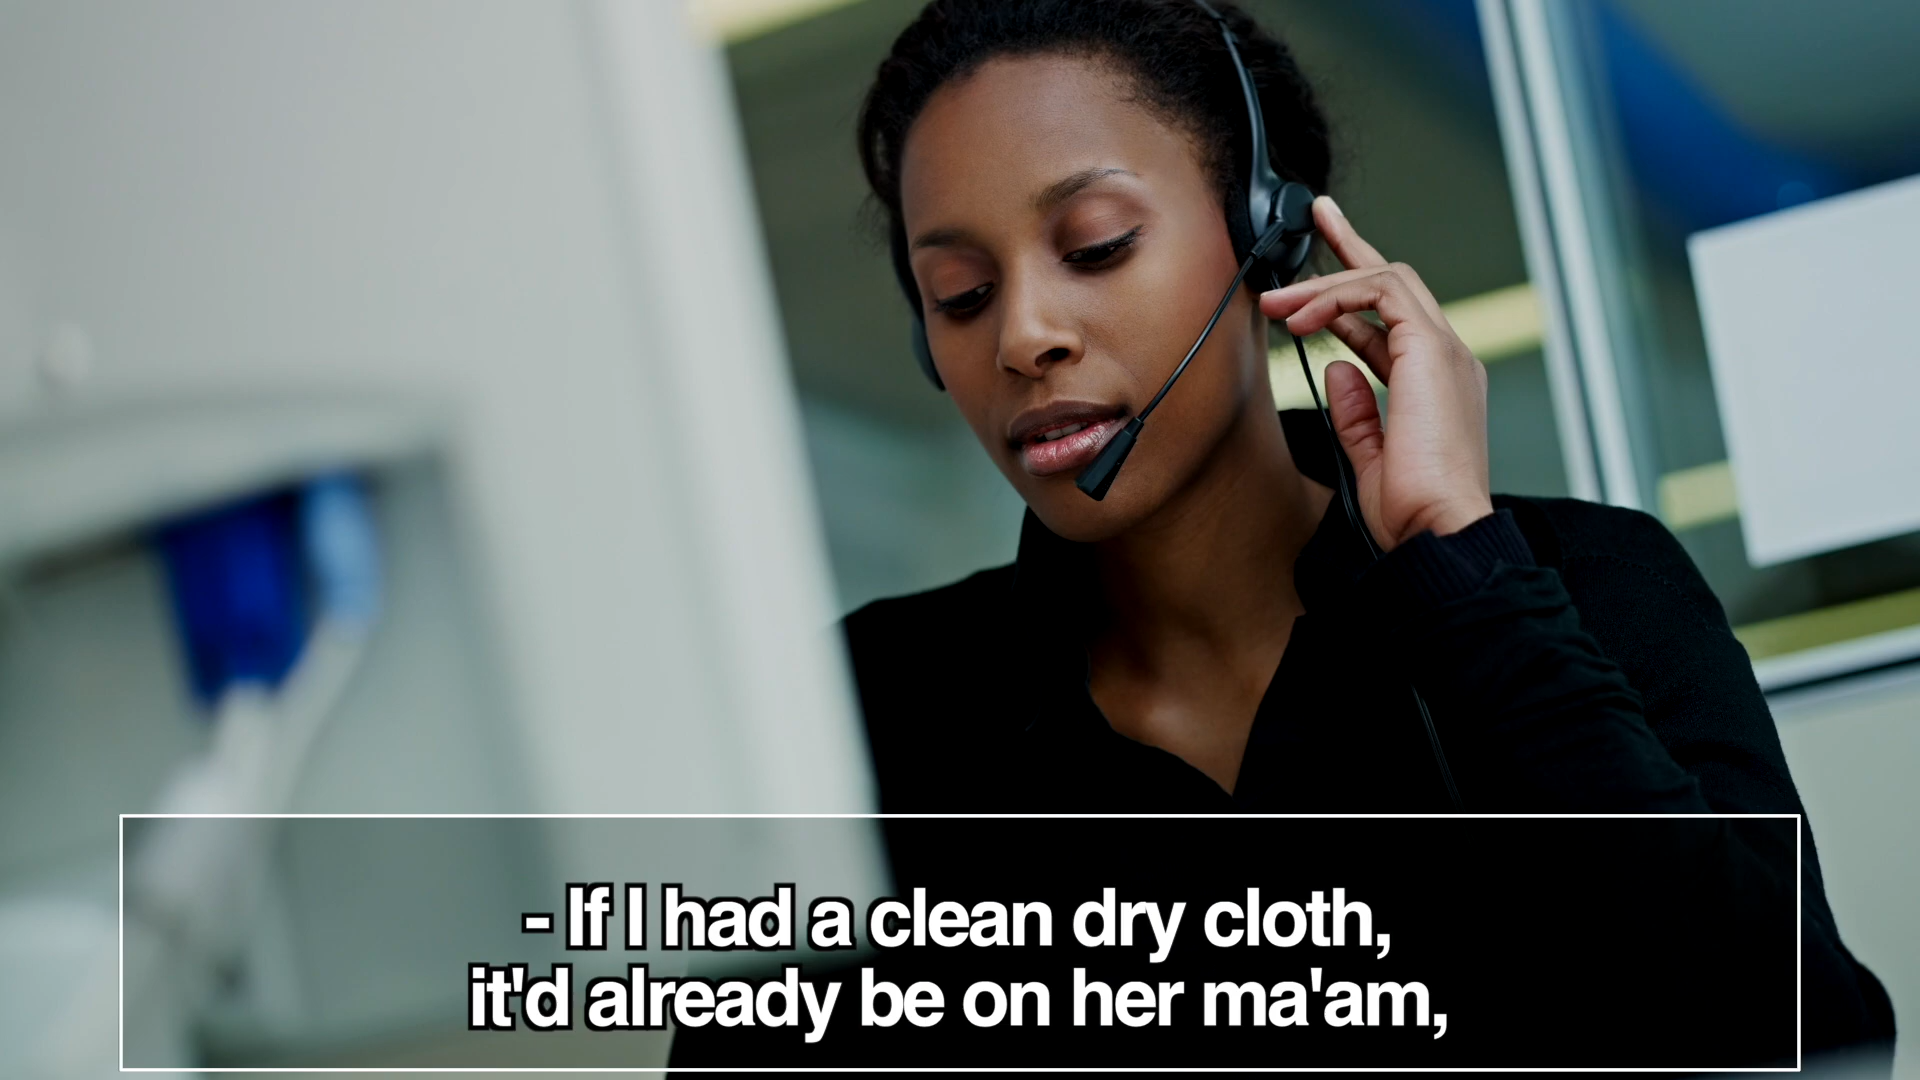 - If I had a clean dry cloth,
it'd already be on her ma'am,